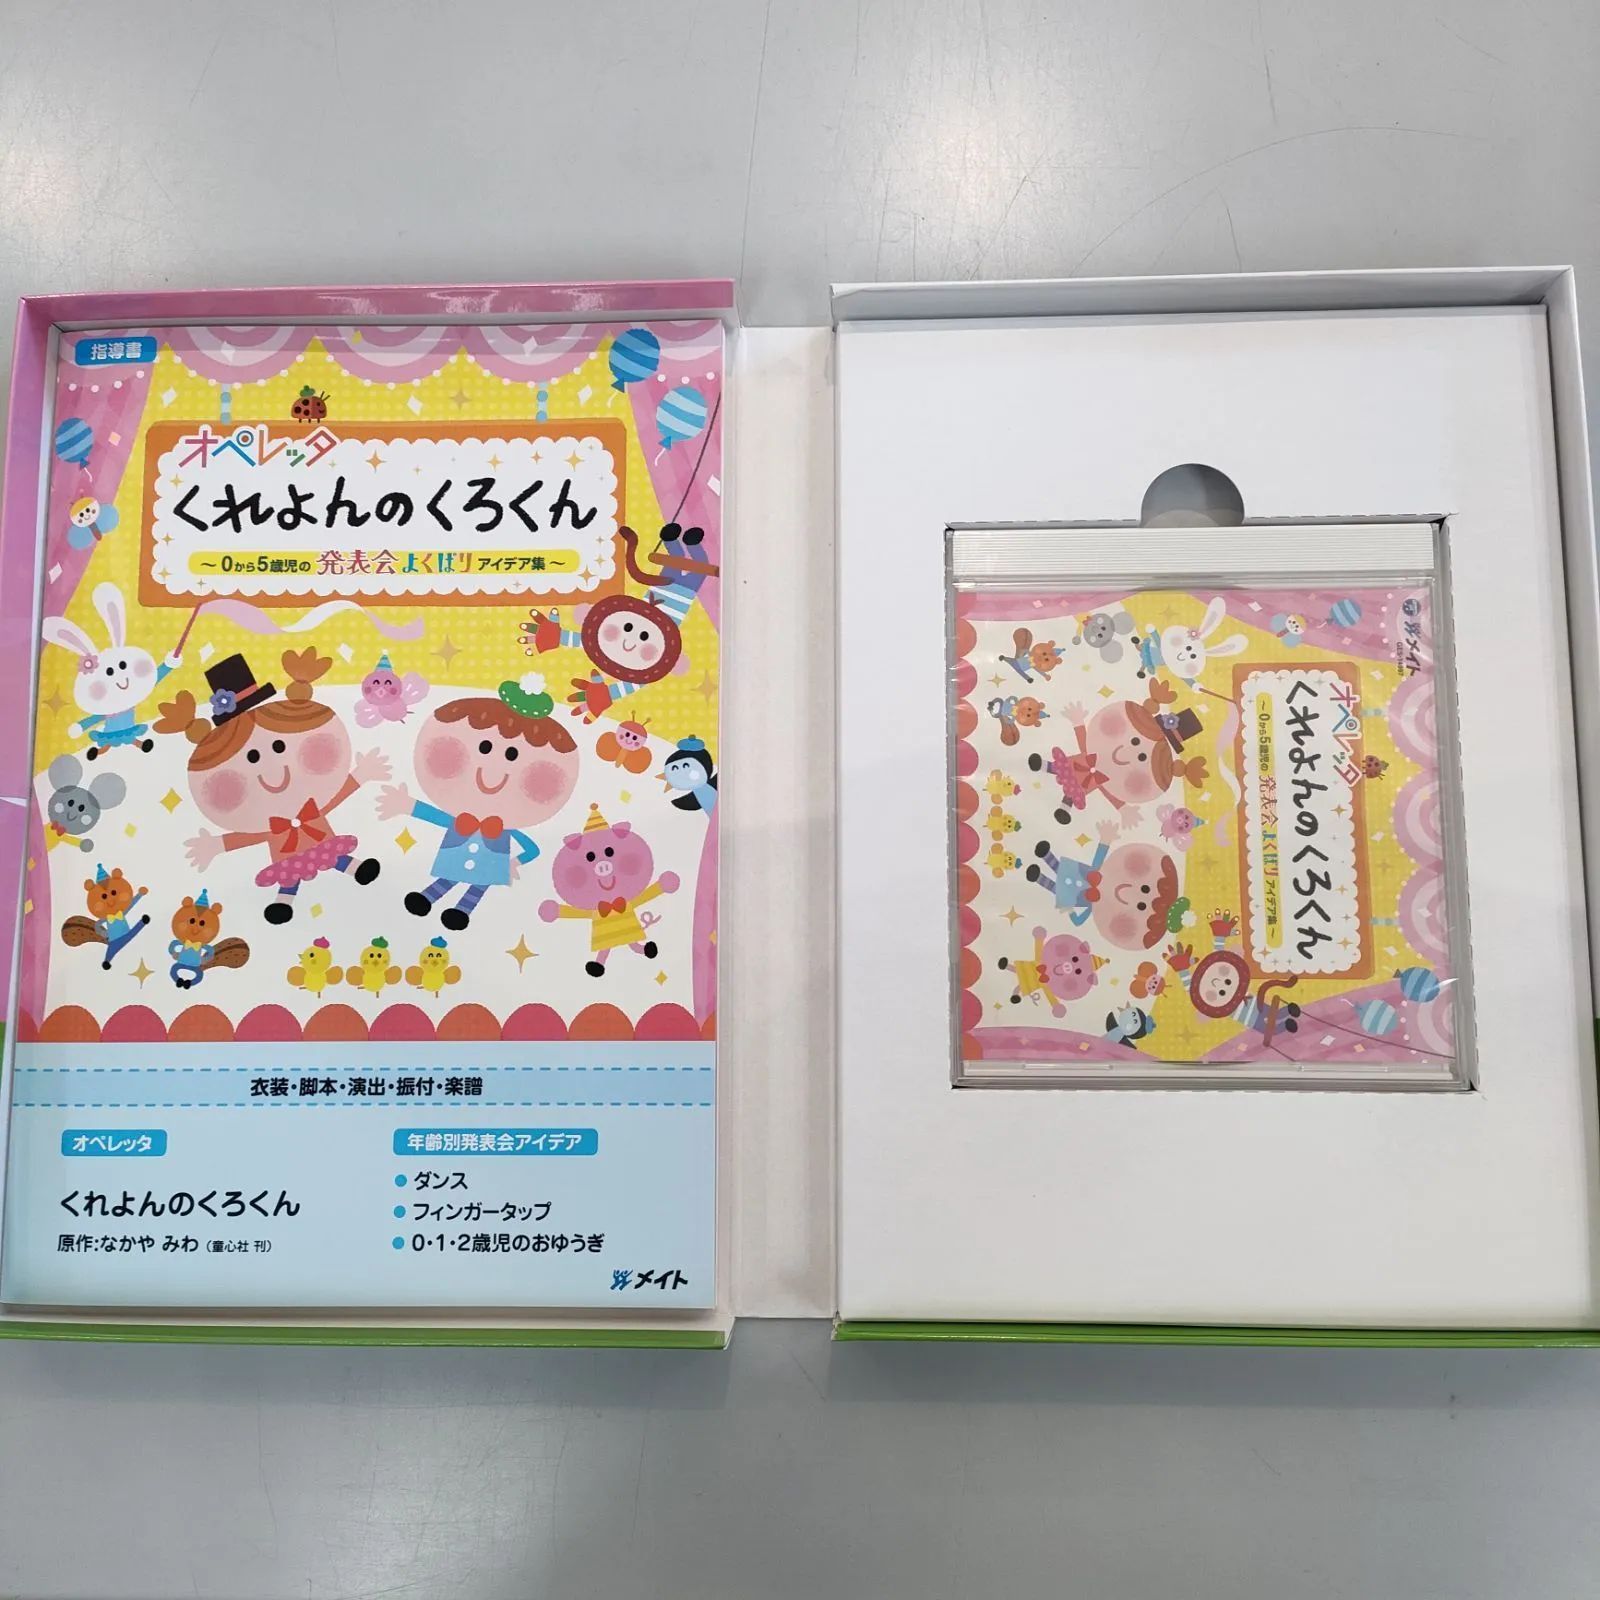 指導書
オペレッタ
くれよんのくろくん
～0から5歳児の 発表会 よくばり アイデア集～
衣装・脚本・演出・振付・楽譜
オペレッタ
くれよんのくろくん
原作:なかや みわ（童心社 刊）
年齢別発表会アイデア
● ダンス
● フィンガータップ
● 0・1・2歳児のおゆうぎ
メイト
メイト
オペレッタ
くれよんのくろくん
～0から5歳児の 発表会 よくばり アイデア集～